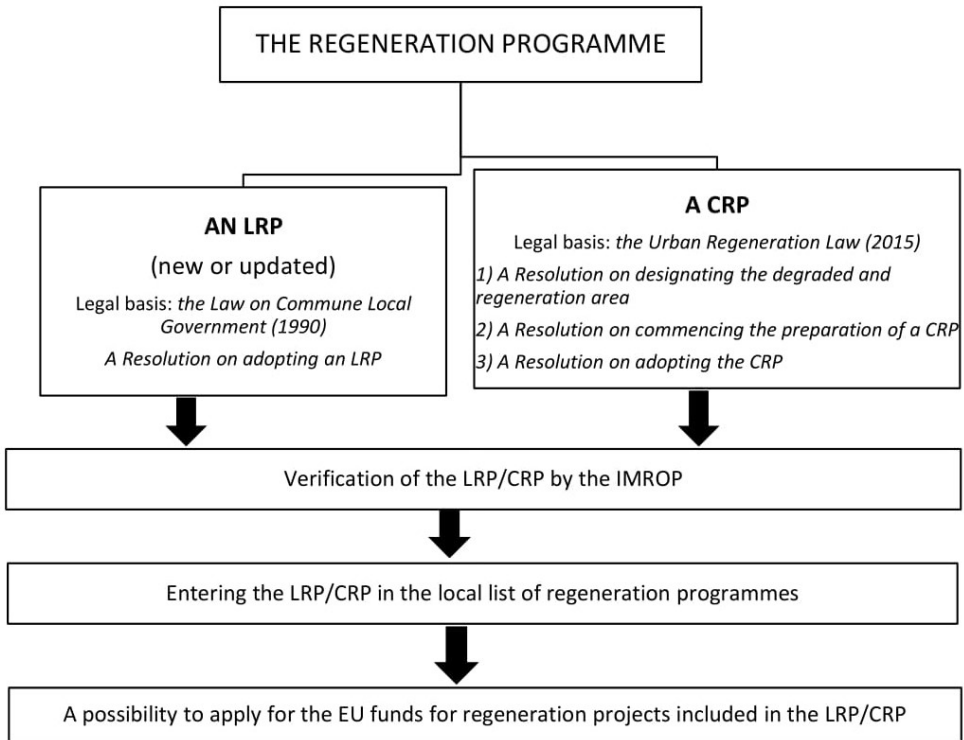 THE REGENERATION PROGRAMME
AN LRP
(new or updated)
Legal basis: the Law on Commune Local
Government (1990)
A Resolution on adopting an LRP
A CRP
Legal basis: the Urban Regeneration Law (2015)
1) A Resolution on designating the degraded and
regeneration area
2) A Resolution on commencing the preparation of a CRP
3) A Resolution on adopting the CRP
Verification of the LRP/CRP by the IMROP
Entering the LRP/CRP in the local list of regeneration programmes
A possibility to apply for the EU funds for regeneration projects included in the LRP/CRP